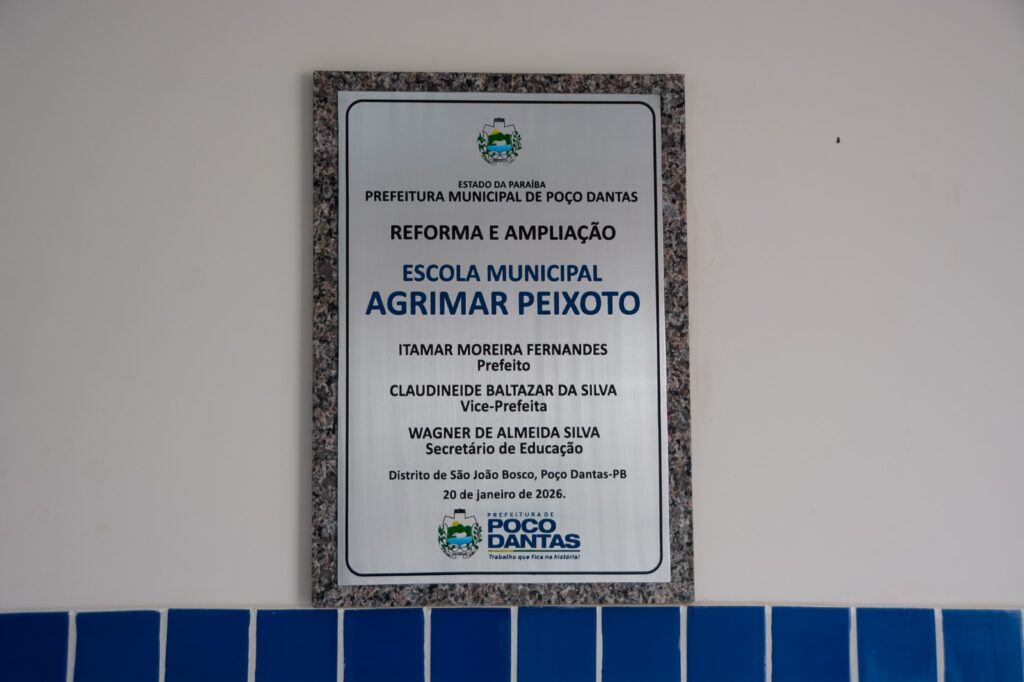 ESTADO DA PARAÍBA
PREFEITURA MUNICIPAL DE POÇO DANTAS
REFORMA E AMPLIAÇÃO
ESCOLA MUNICIPAL
AGRIMAR PEIXOTO
ITAMAR MOREIRA FERNANDES
Prefeito
CLAUDINEIDE BALTAZAR DA SILVA
Vice-Prefeita
WAGNER DE ALMEIDA SILVA
Secretário de Educação
Distrito de São João Bosco, Poço Dantas-PB
20 de janeiro de 2026.
PREFEITURA DE
POÇO
DANTAS
Trabalho que fica na história!